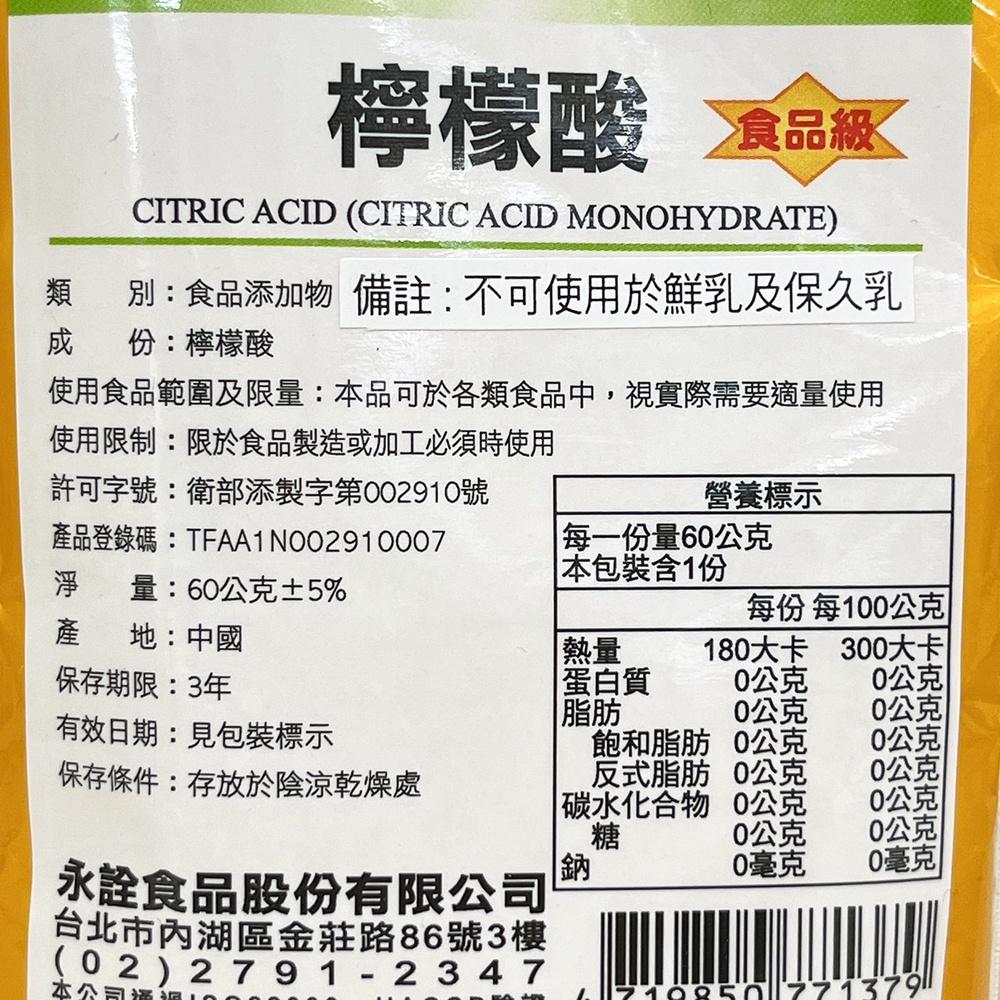 檸檬酸
食品級
CITRIC ACID (CITRIC ACID MONOHYDRATE)
類 別：食品添加物
備註：不可使用於鮮乳及保久乳
成 份：檸檬酸
使用食品範圍及限量：本品可於各類食品中，視實際需要適量使用
使用限制：限於食品製造或加工必須時使用
許可字號：衛部添製字第002910號
產品登錄碼：TFAA1N002910007
淨 量：60公克±5%
產 地：中國
保存期限：3年
有效日期：見包裝標示
保存條件：存放於陰涼乾燥處
營養標示
每一份量60公克
本包裝含1份
每份 每100公克
熱量 180大卡 300大卡
蛋白質 0公克 0公克
脂肪 0公克 0公克
飽和脂肪 0公克 0公克
反式脂肪 0公克 0公克
碳水化合物 0公克 0公克
糖 0公克 0公克
鈉 0毫克 0毫克
永詮食品股份有限公司
台北市內湖區金莊路86號3樓
(02)2791-2347
4 719850 771379